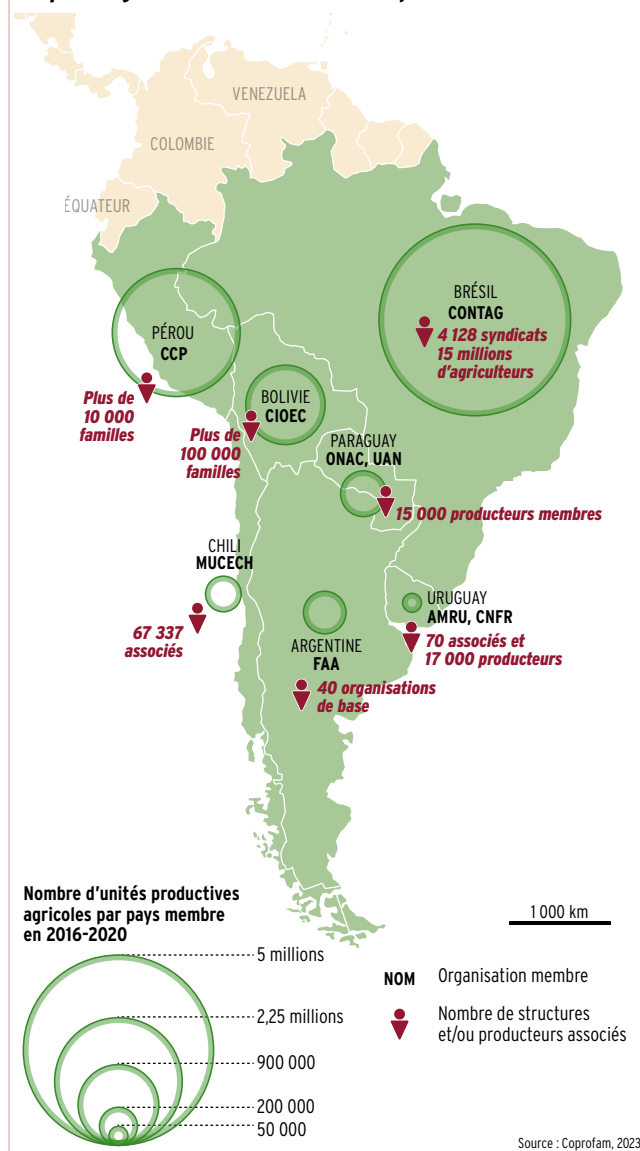 VENEZUELA
COLOMBIE
ÉQUATEUR
BRÉSIL
CONTAG
4 128 syndicats
15 millions
d'agriculteurs
PÉROU
CCP
Plus de
10 000
familles
BOLIVIE
CIOEC
Plus de
100 000
familles
PARAGUAY
ONAC, UAN
15 000 producteurs membres
CHILI
MUCECH
67 337
associés
URUGUAY
AMRU, CNFR
70 associés et
17 000 producteurs
ARGENTINE
FAA
40 organisations
de base
Nombre d'unités productives
agricoles par pays membre
en 2016-2020
5 millions
2,25 millions
900 000
200 000
50 000
1 000 km
NOM Organisation membre
Nombre de structures
et/ou producteurs associés
Source : Coprofam, 2023